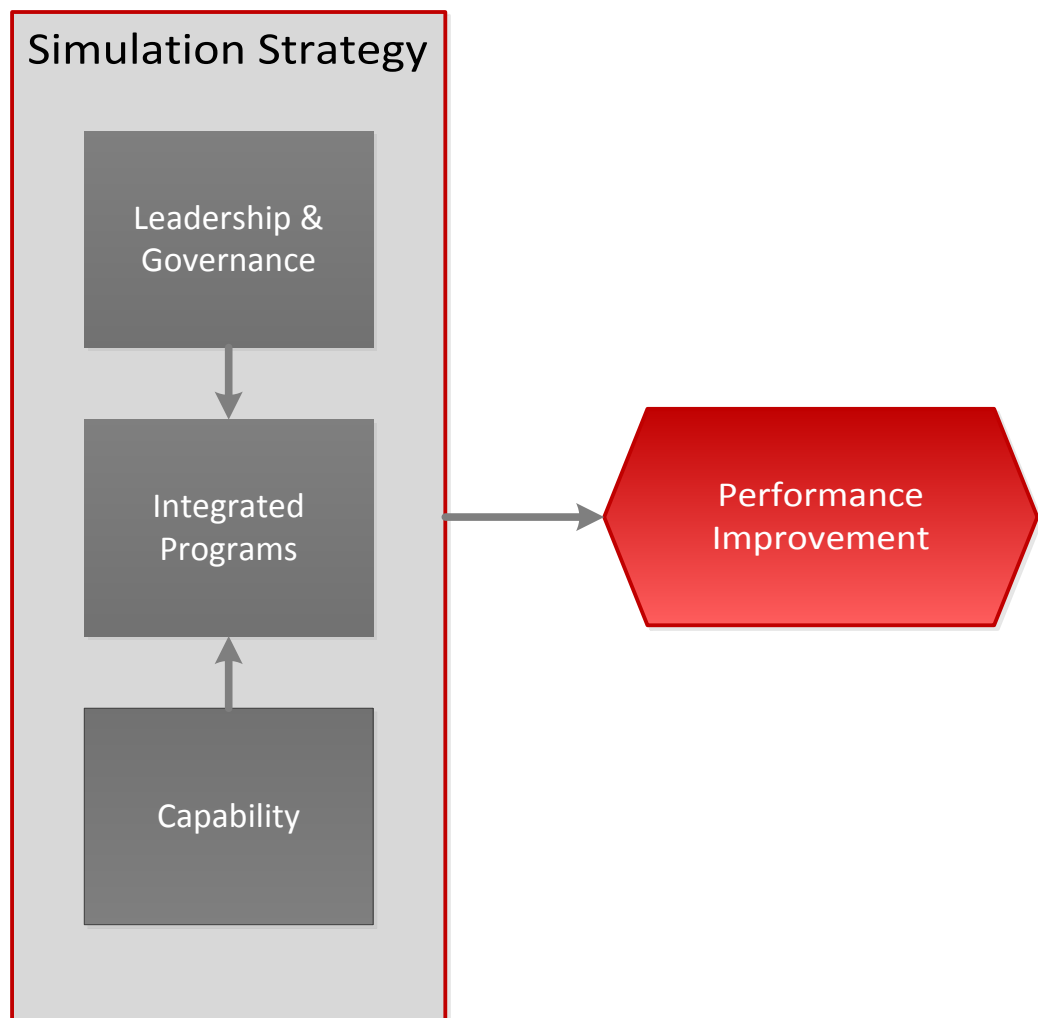 Simulation Strategy
Leadership &
Governance
Integrated
Programs
Capability
Performance
Improvement